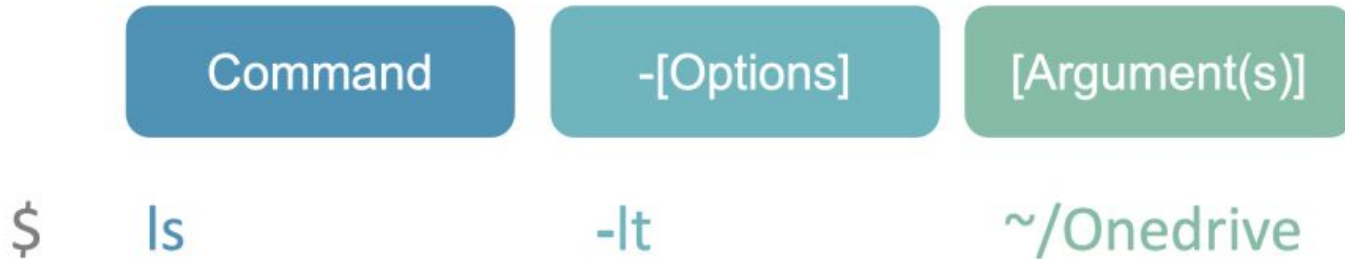 Command -[Options] [Argument(s)]
$ ls -lt ~/Onedrive